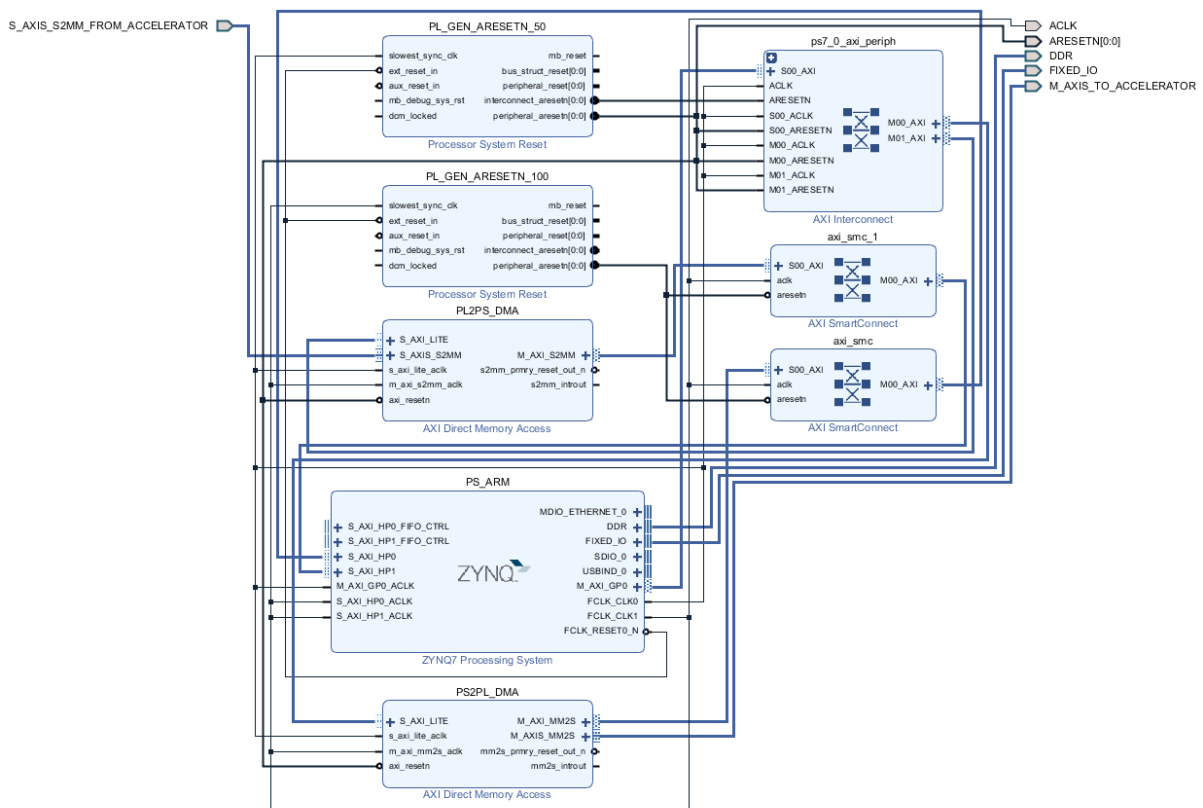 S_AXIS_S2MM_FROM_ACCELERATOR
ACLK
ARESETN[0:0]
DDR
FIXED_IO
M_AXIS_TO_ACCELERATOR
PL_GEN_ARESETN_50
slowest_sync_clk
ext_reset_in
aux_reset_in
mb_debug_sys_rst
dcm_locked
mb_reset
bus_struct_reset[0:0]
peripheral_reset[0:0]
interconnect_aresetn[0:0]
peripheral_aresetn[0:0]
Processor System Reset
ps7_0_axi_periph
S00_AXI
ACLK
ARESETN
S00_ACLK
S00_ARESETN
M00_ACLK
M00_ARESETN
M01_ACLK
M01_ARESETN
M00_AXI
M01_AXI
AXI Interconnect
PL_GEN_ARESETN_100
slowest_sync_clk
ext_reset_in
aux_reset_in
mb_debug_sys_rst
dcm_locked
mb_reset
bus_struct_reset[0:0]
peripheral_reset[0:0]
interconnect_aresetn[0:0]
peripheral_aresetn[0:0]
Processor System Reset
axi_smc_1
S00_AXI
aclk
aresetn
M00_AXI
AXI SmartConnect
PL2PS_DMA
S_AXI_LITE
S_AXIS_S2MM
s_axi_lite_aclk
m_axi_s2mm_aclk
axi_resetn
M_AXI_S2MM
s2mm_prmry_reset_out_n
s2mm_introut
AXI Direct Memory Access
axi_smc
S00_AXI
aclk
aresetn
M00_AXI
AXI SmartConnect
PS_ARM
S_AXI_HP0_FIFO_CTRL
S_AXI_HP1_FIFO_CTRL
S_AXI_HP0
S_AXI_HP1
M_AXI_GP0_ACLK
S_AXI_HP0_ACLK
S_AXI_HP1_ACLK
ZYNQ
MDIO_ETHERNET_0
DDR
FIXED_IO
SDIO_0
USBIND_0
M_AXI_GP0
FCLK_CLK0
FCLK_CLK1
FCLK_RESET0_N
ZYNQ7 Processing System
PS2PL_DMA
S_AXI_LITE
s_axi_lite_aclk
m_axi_mm2s_aclk
axi_resetn
M_AXI_MM2S
M_AXIS_MM2S
mm2s_prmry_reset_out_n
mm2s_introut
AXI Direct Memory Access